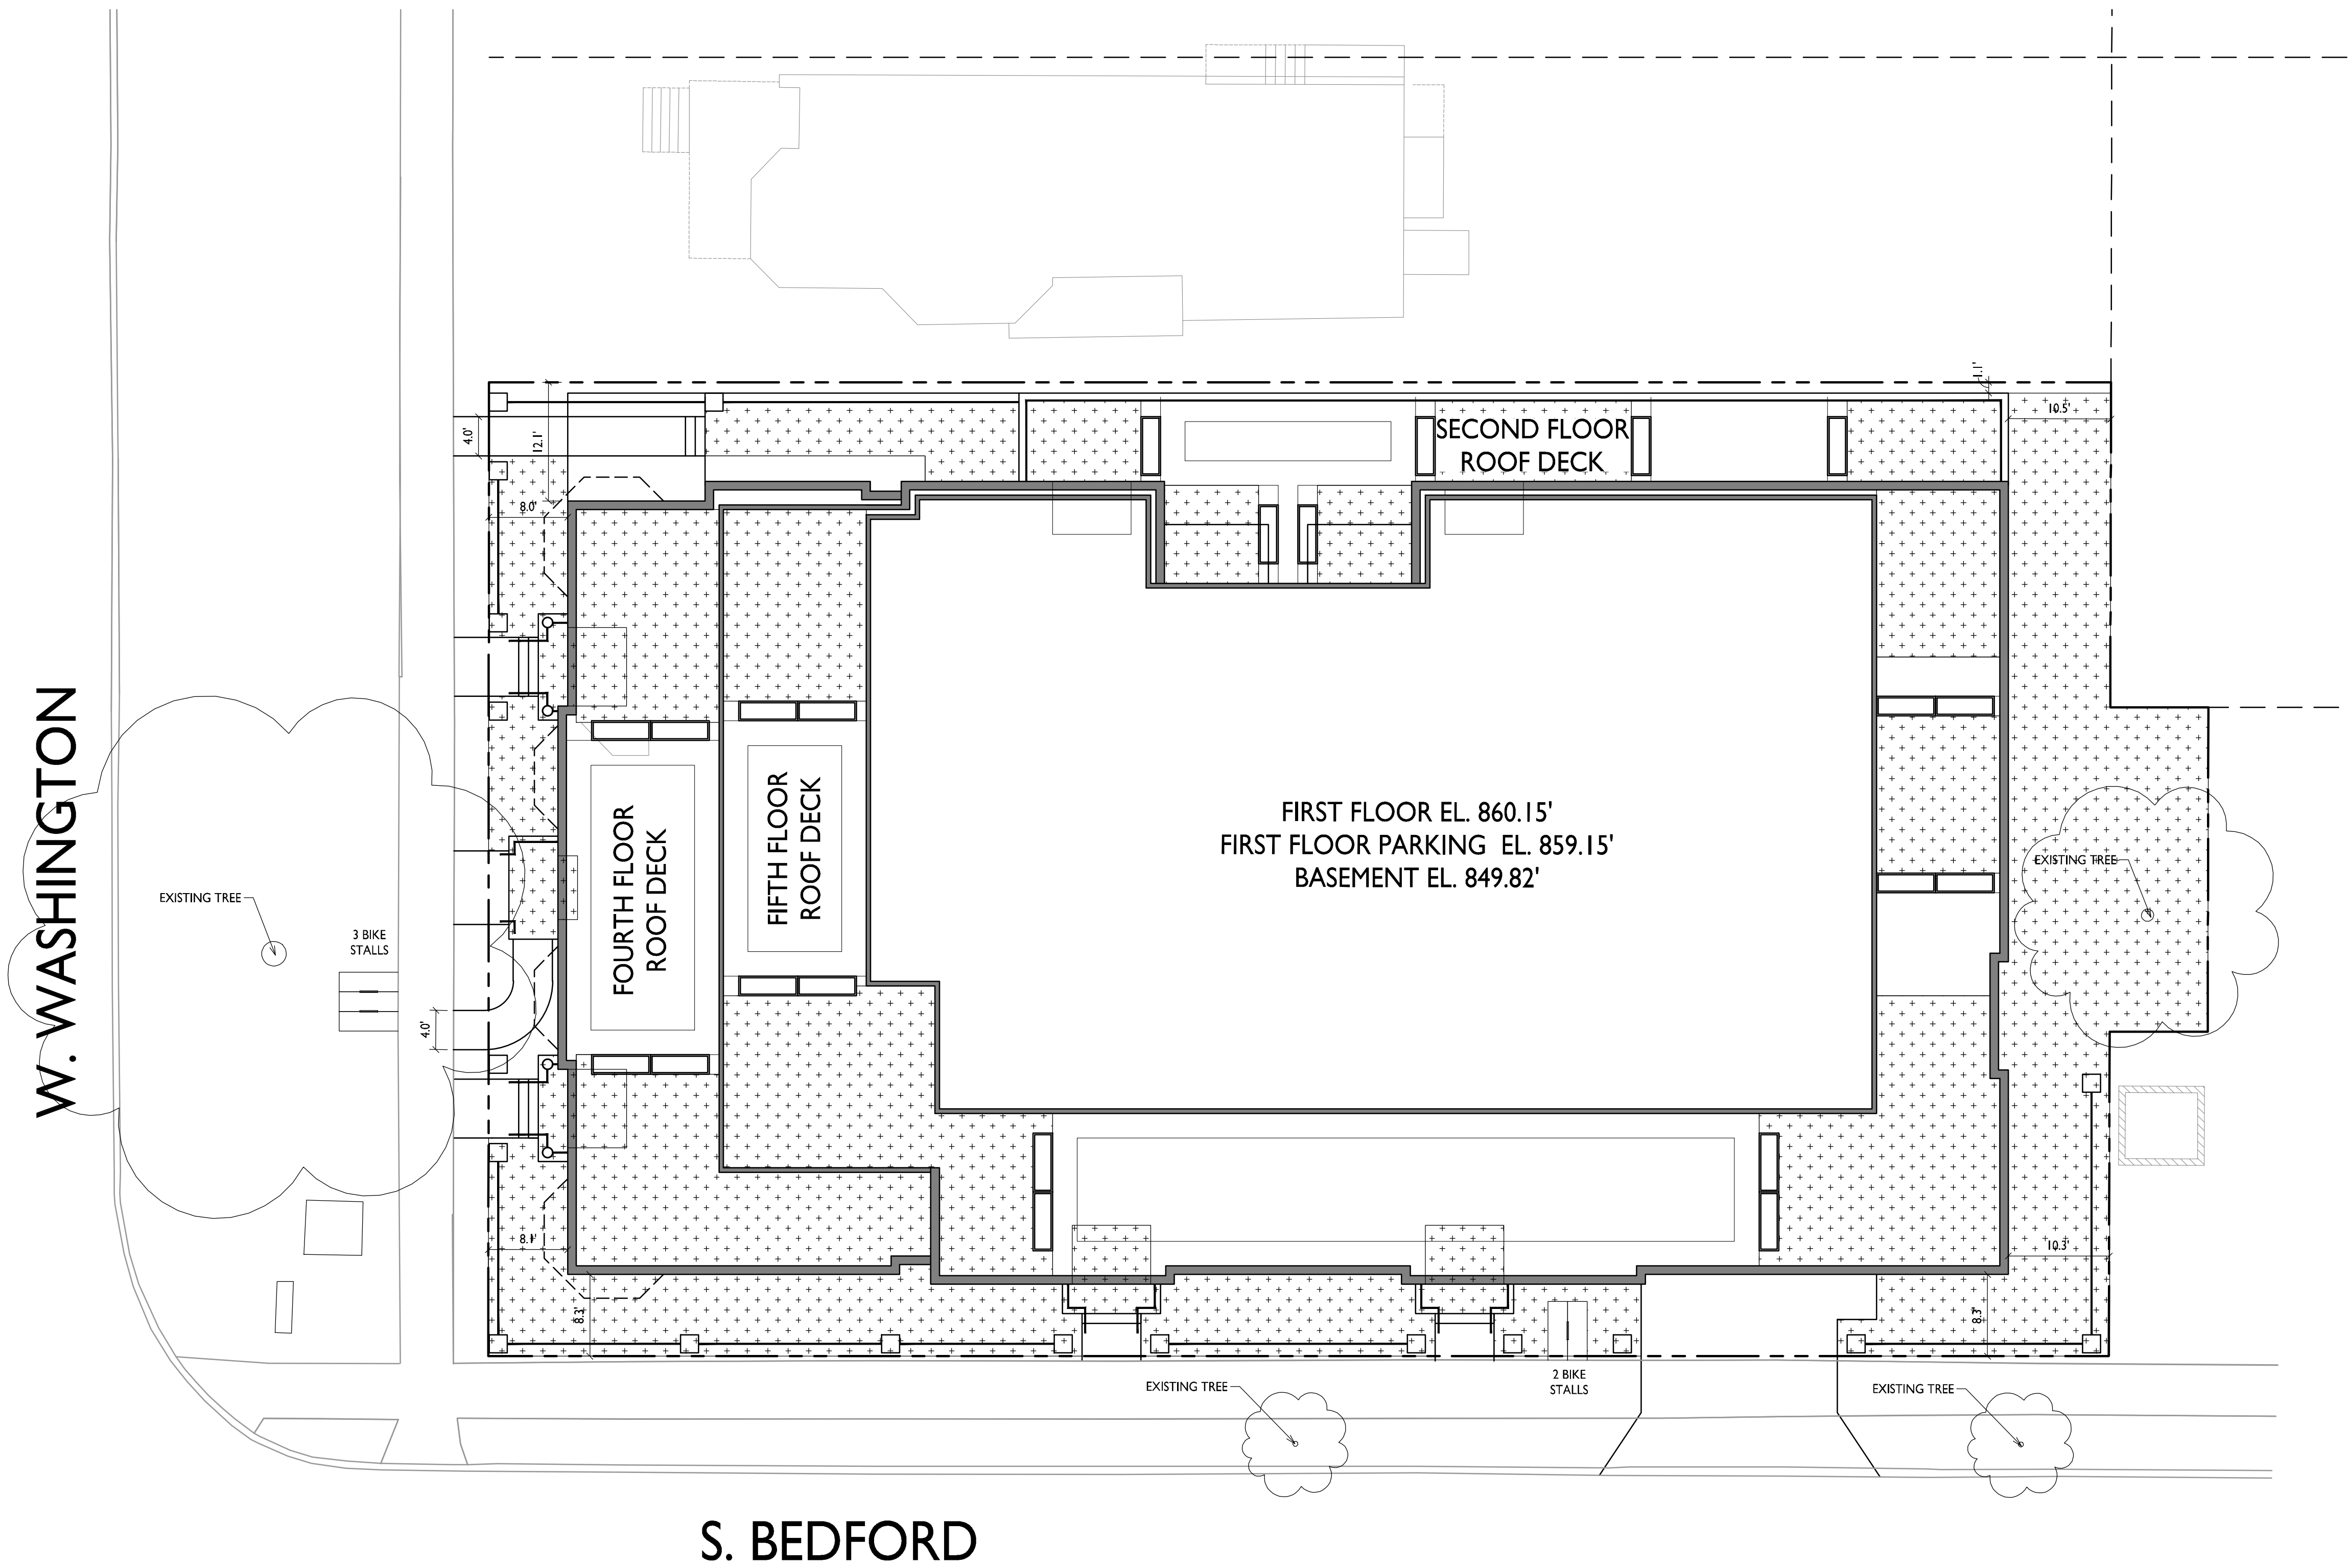 1.1'
10.5'
4.0'
12.1'
SECOND FLOOR
ROOF DECK
8.0'
W. WASHINGTON
FOURTH FLOOR
ROOF DECK
FIFTH FLOOR
ROOF DECK
FIRST FLOOR EL. 860.15'
FIRST FLOOR PARKING EL. 859.15'
BASEMENT EL. 849.82'
EXISTING TREE
EXISTING TREE
3 BIKE
STALLS
4.0'
8.1'
10.3'
8.3'
8.3'
2 BIKE
STALLS
EXISTING TREE
EXISTING TREE
S. BEDFORD